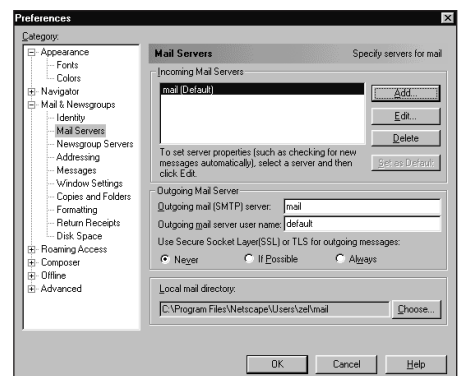 Preferences
Category:
Appearance
Fonts
Colors
Navigator
Mail & Newsgroups
Identity
Mail Servers
Newsgroup Servers
Addressing
Messages
Window Settings
Copies and Folders
Formatting
Return Receipts
Disk Space
Roaming Access
Composer
Offline
Advanced
Mail Servers
Specify servers for mail
Incoming Mail Servers
mail (Default)
Add...
Edit...
Delete
Set as Default
To set server properties (such as checking for new
messages automatically), select a server and then
click Edit.
Outgoing Mail Server
Outgoing mail (SMTP) server: mail
Outgoing mail server user name: default
Use Secure Socket Layer(SSL) or TLS for outgoing messages:
Never If Possible Always
Local mail directory:
C:\Program Files\Netscape\Users\zel\mail
Choose...
OK Cancel Help